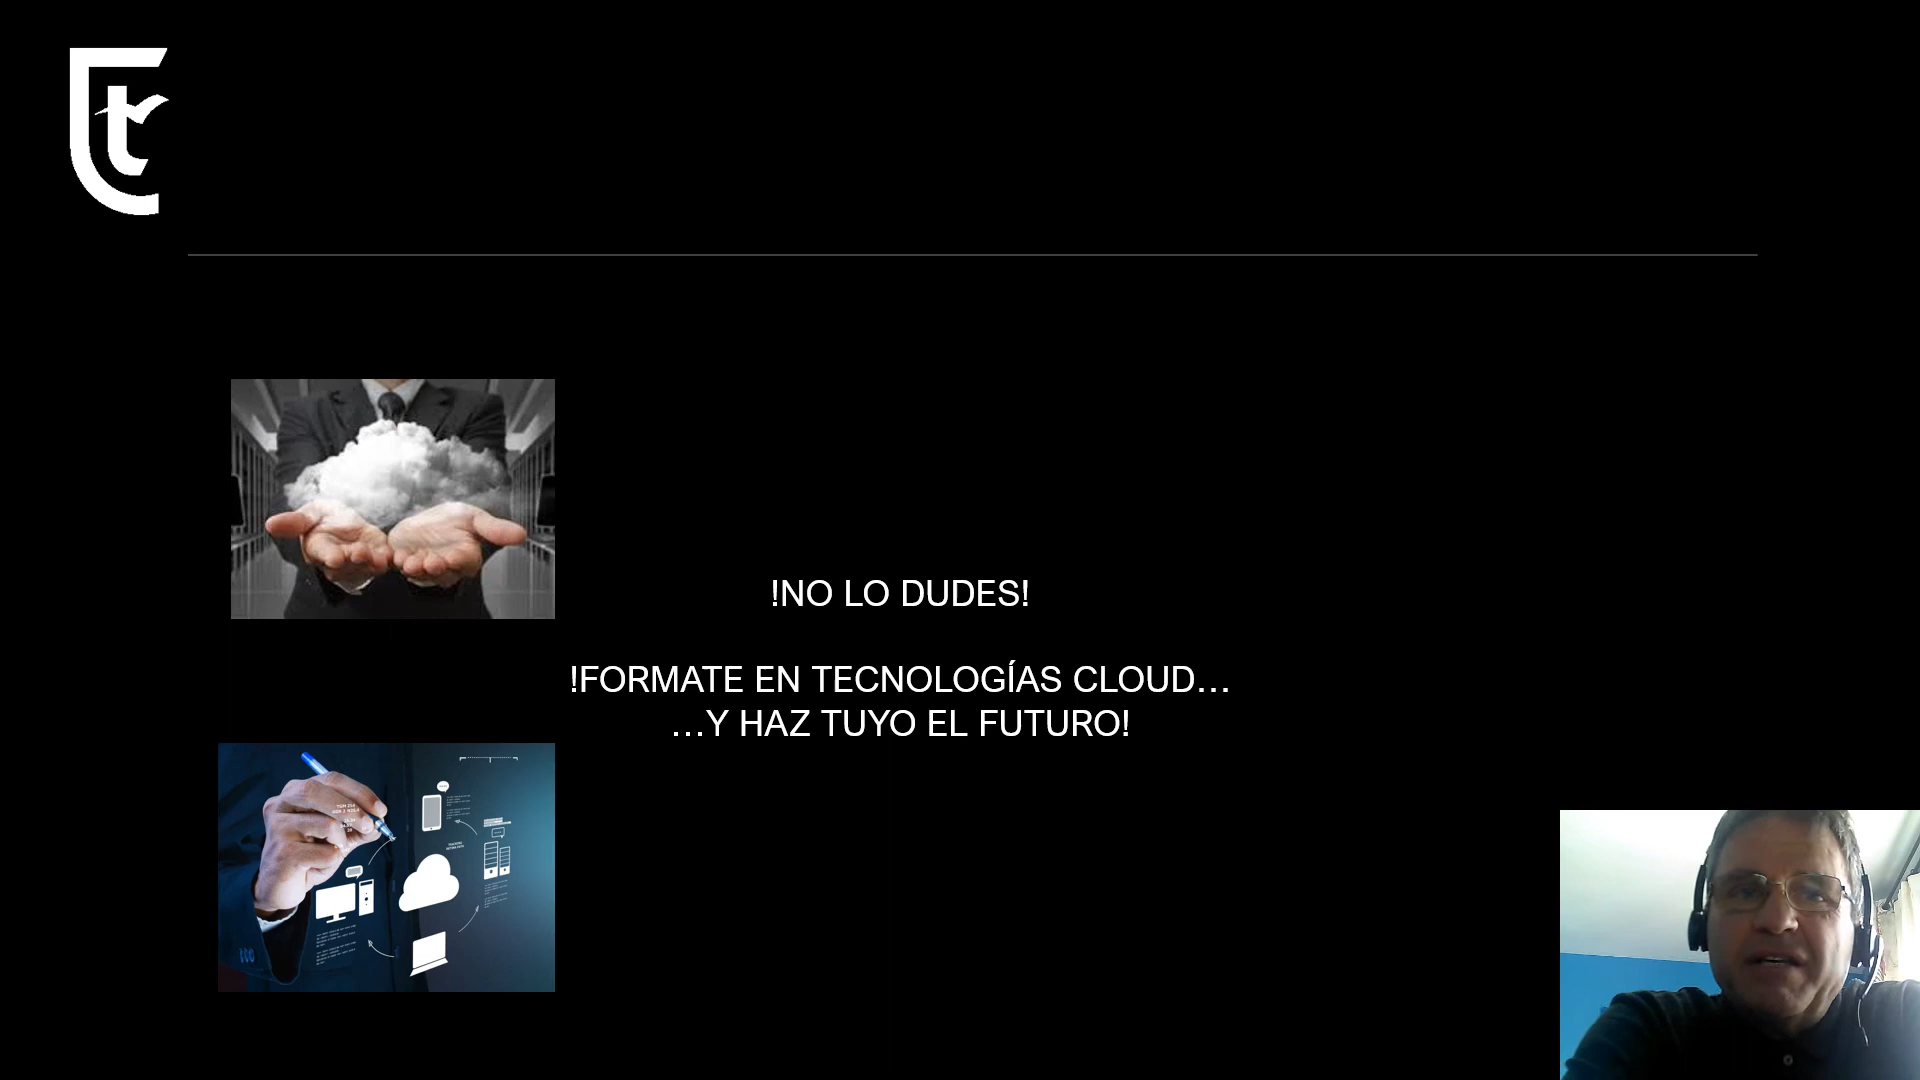 t
!NO LO DUDES!
!FORMATE EN TECNOLOGÍAS CLOUD...
...Y HAZ TUYO EL FUTURO!